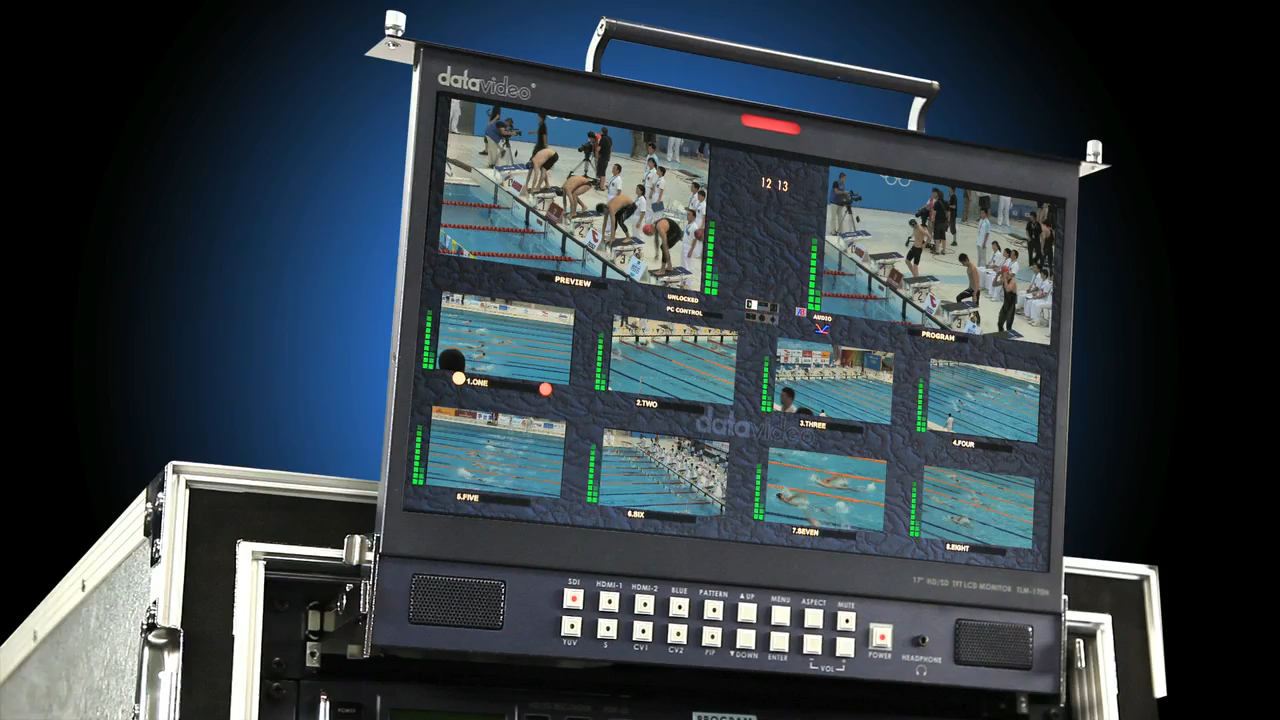 datavideo®
12 13
PREVIEW
UNLOCKED
PC CONTROL
AUDIO
PROGRAM
1.ONE
2.TWO
3.THREE
4.FOUR
datavideo
5.FIVE
6.SIX
7.SEVEN
8.EIGHT
17" HD/SD TFT LCD MONITOR TLM-170H
SDI HDMI-1 HDMI-2 BLUE PATTERN ▲UP MENU ASPECT MUTE
YUV S CV1 CV2 PIP ▼DOWN ENTER VOL POWER HEADPHONE
POWER
PROGRAM